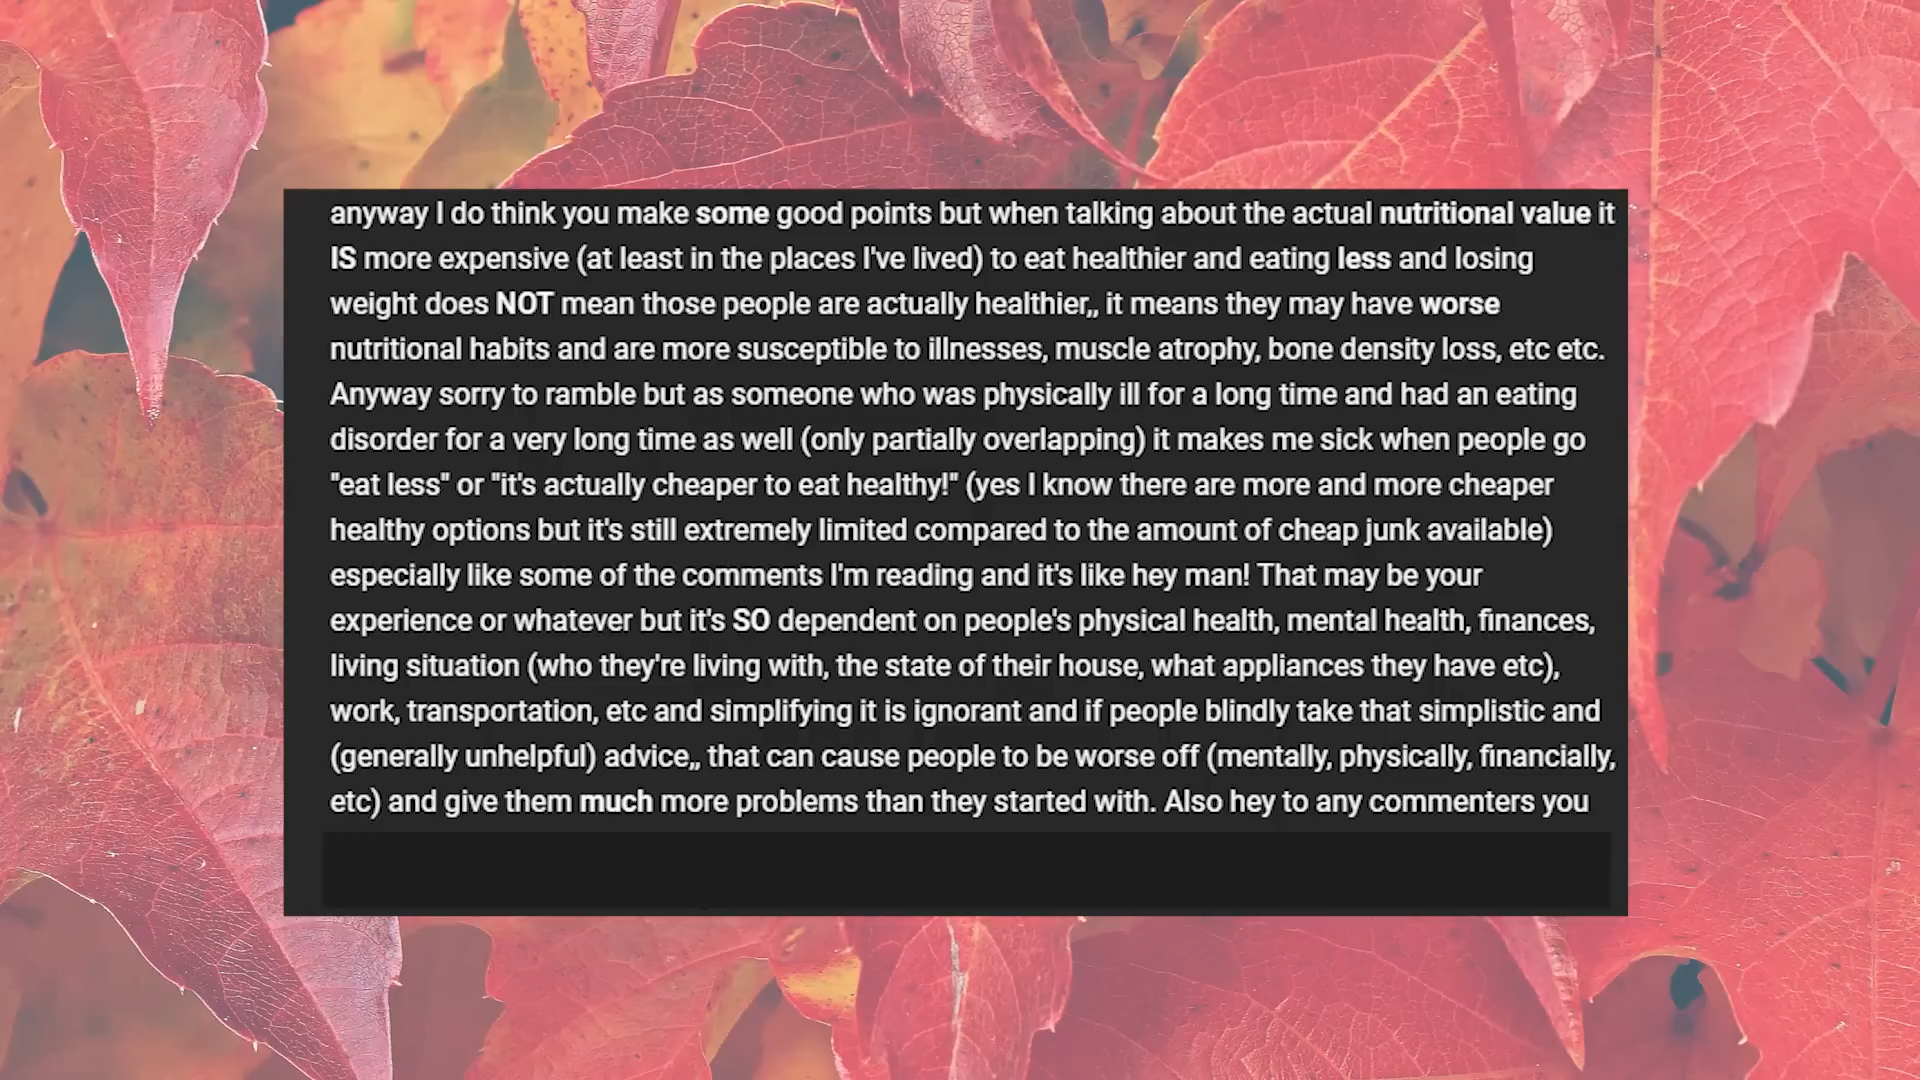 anyway I do think you make some good points but when talking about the actual nutritional value it
IS more expensive (at least in the places I've lived) to eat healthier and eating less and losing
weight does NOT mean those people are actually healthier,, it means they may have worse
nutritional habits and are more susceptible to illnesses, muscle atrophy, bone density loss, etc etc.
Anyway sorry to ramble but as someone who was physically ill for a long time and had an eating
disorder for a very long time as well (only partially overlapping) it makes me sick when people go
"eat less" or "it's actually cheaper to eat healthy!" (yes I know there are more and more cheaper
healthy options but it's still extremely limited compared to the amount of cheap junk available)
especially like some of the comments I'm reading and it's like hey man! That may be your
experience or whatever but it's SO dependent on people's physical health, mental health, finances,
living situation (who they're living with, the state of their house, what appliances they have etc),
work, transportation, etc and simplifying it is ignorant and if people blindly take that simplistic and
(generally unhelpful) advice,, that can cause people to be worse off (mentally, physically, financially,
etc) and give them much more problems than they started with. Also hey to any commenters you